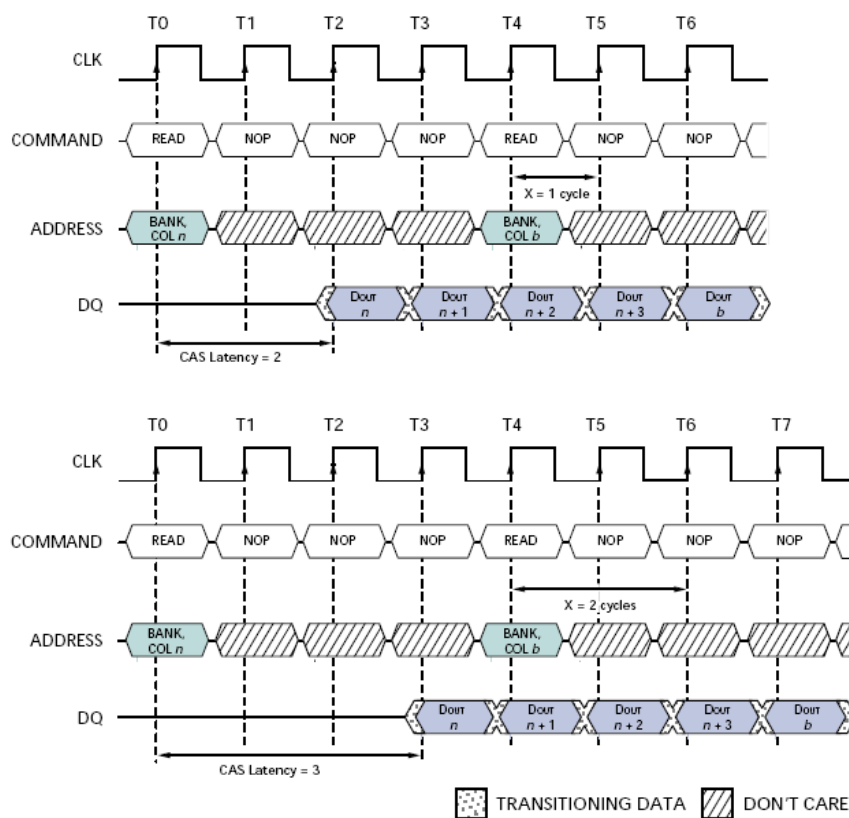 T0 T1 T2 T3 T4 T5 T6
CLK
COMMAND READ NOP NOP NOP READ NOP NOP
X = 1 cycle
ADDRESS BANK, COL n BANK, COL b
DQ DOUT n DOUT n + 1 DOUT n + 2 DOUT n + 3 DOUT b
CAS Latency = 2
T0 T1 T2 T3 T4 T5 T6 T7
CLK
COMMAND READ NOP NOP NOP READ NOP NOP NOP
X = 2 cycles
ADDRESS BANK, COL n BANK, COL b
DQ DOUT n DOUT n + 1 DOUT n + 2 DOUT n + 3 DOUT b
CAS Latency = 3
TRANSITIONING DATA DON'T CARE